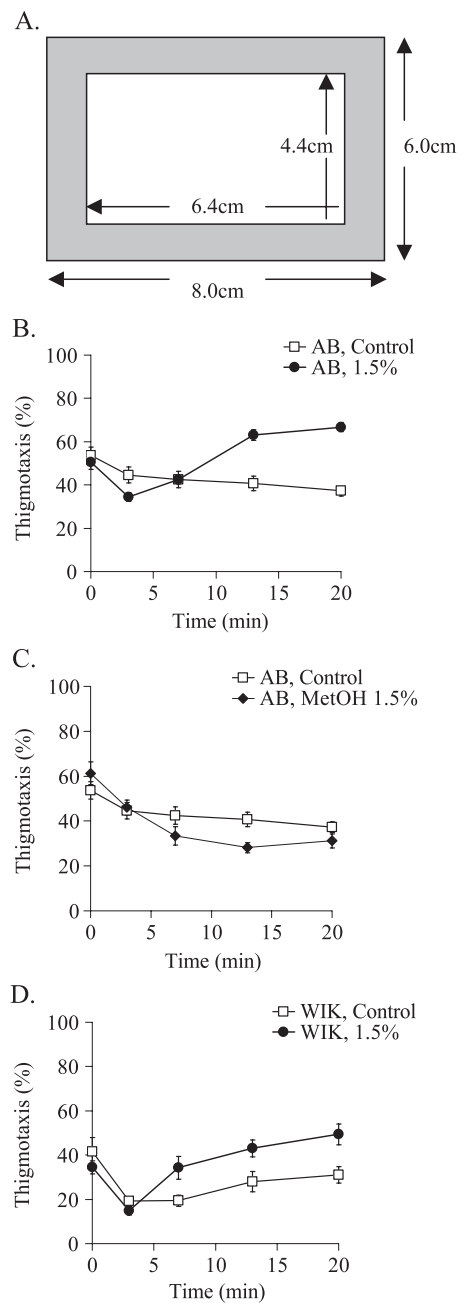 A.
4.4cm
6.0cm
6.4cm
8.0cm
B.
AB, Control
AB, 1.5%
Thigmotaxis (%)
100
80
60
40
20
0
0 5 10 15 20
Time (min)
C.
AB, Control
AB, MetOH 1.5%
Thigmotaxis (%)
100
80
60
40
20
0
0 5 10 15 20
Time (min)
D.
WIK, Control
WIK, 1.5%
Thigmotaxis (%)
100
80
60
40
20
0
0 5 10 15 20
Time (min)